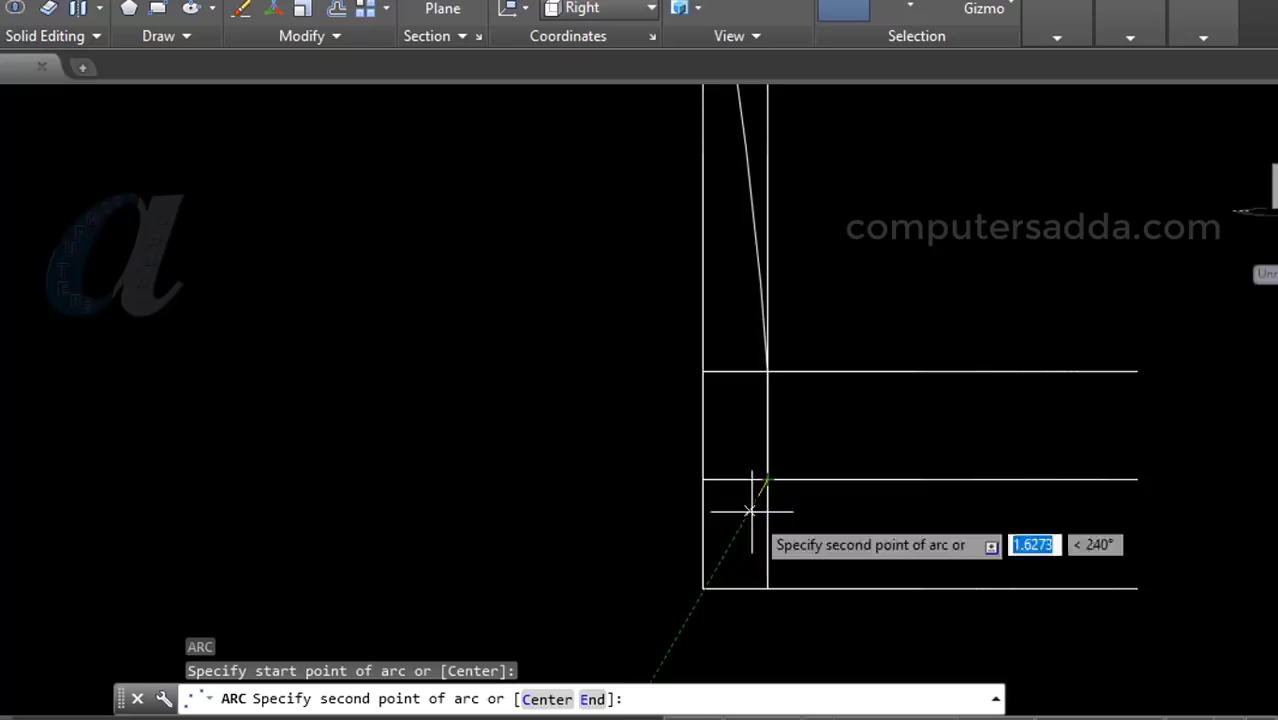 Plane
Right
Gizmo
Solid Editing
Draw
Modify
Section
Coordinates
View
Selection
computersadda.com
a
Specify second point of arc or
1.6273
< 240°
ARC
Specify start point of arc or [Center]:
ARC Specify second point of arc or [Center End]: